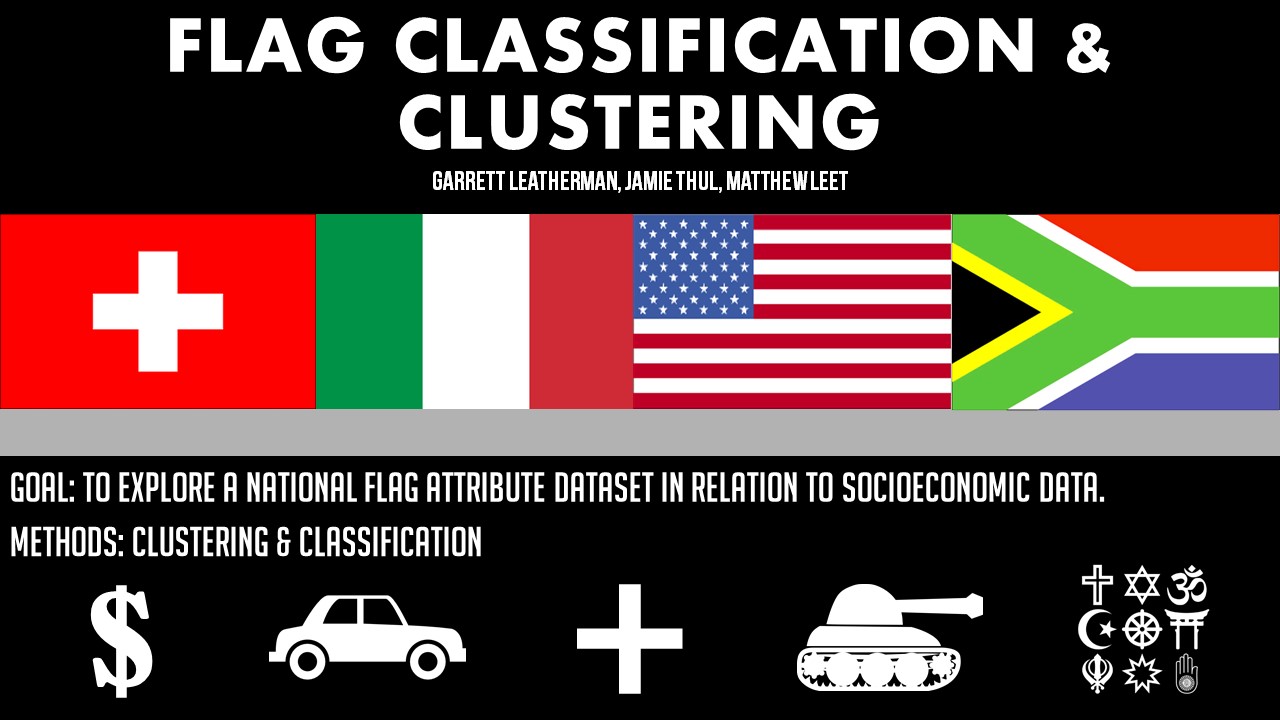 FLAG CLASSIFICATION &
CLUSTERING
GARRETT LEATHERMAN, JAMIE THUL, MATTHEW LEET
GOAL: TO EXPLORE A NATIONAL FLAG ATTRIBUTE DATASET IN RELATION TO SOCIOECONOMIC DATA.
METHODS: CLUSTERING & CLASSIFICATION
$